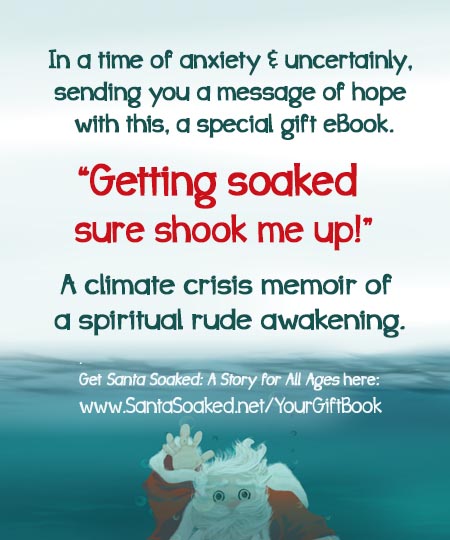 In a time of anxiety & uncertainly,
sending you a message of hope
with this, a special gift eBook.
“Getting soaked
sure shook me up!”
A climate crisis memoir of
a spiritual rude awakening.
.
Get Santa Soaked: A Story for All Ages here:
www.SantaSoaked.net/YourGiftBook